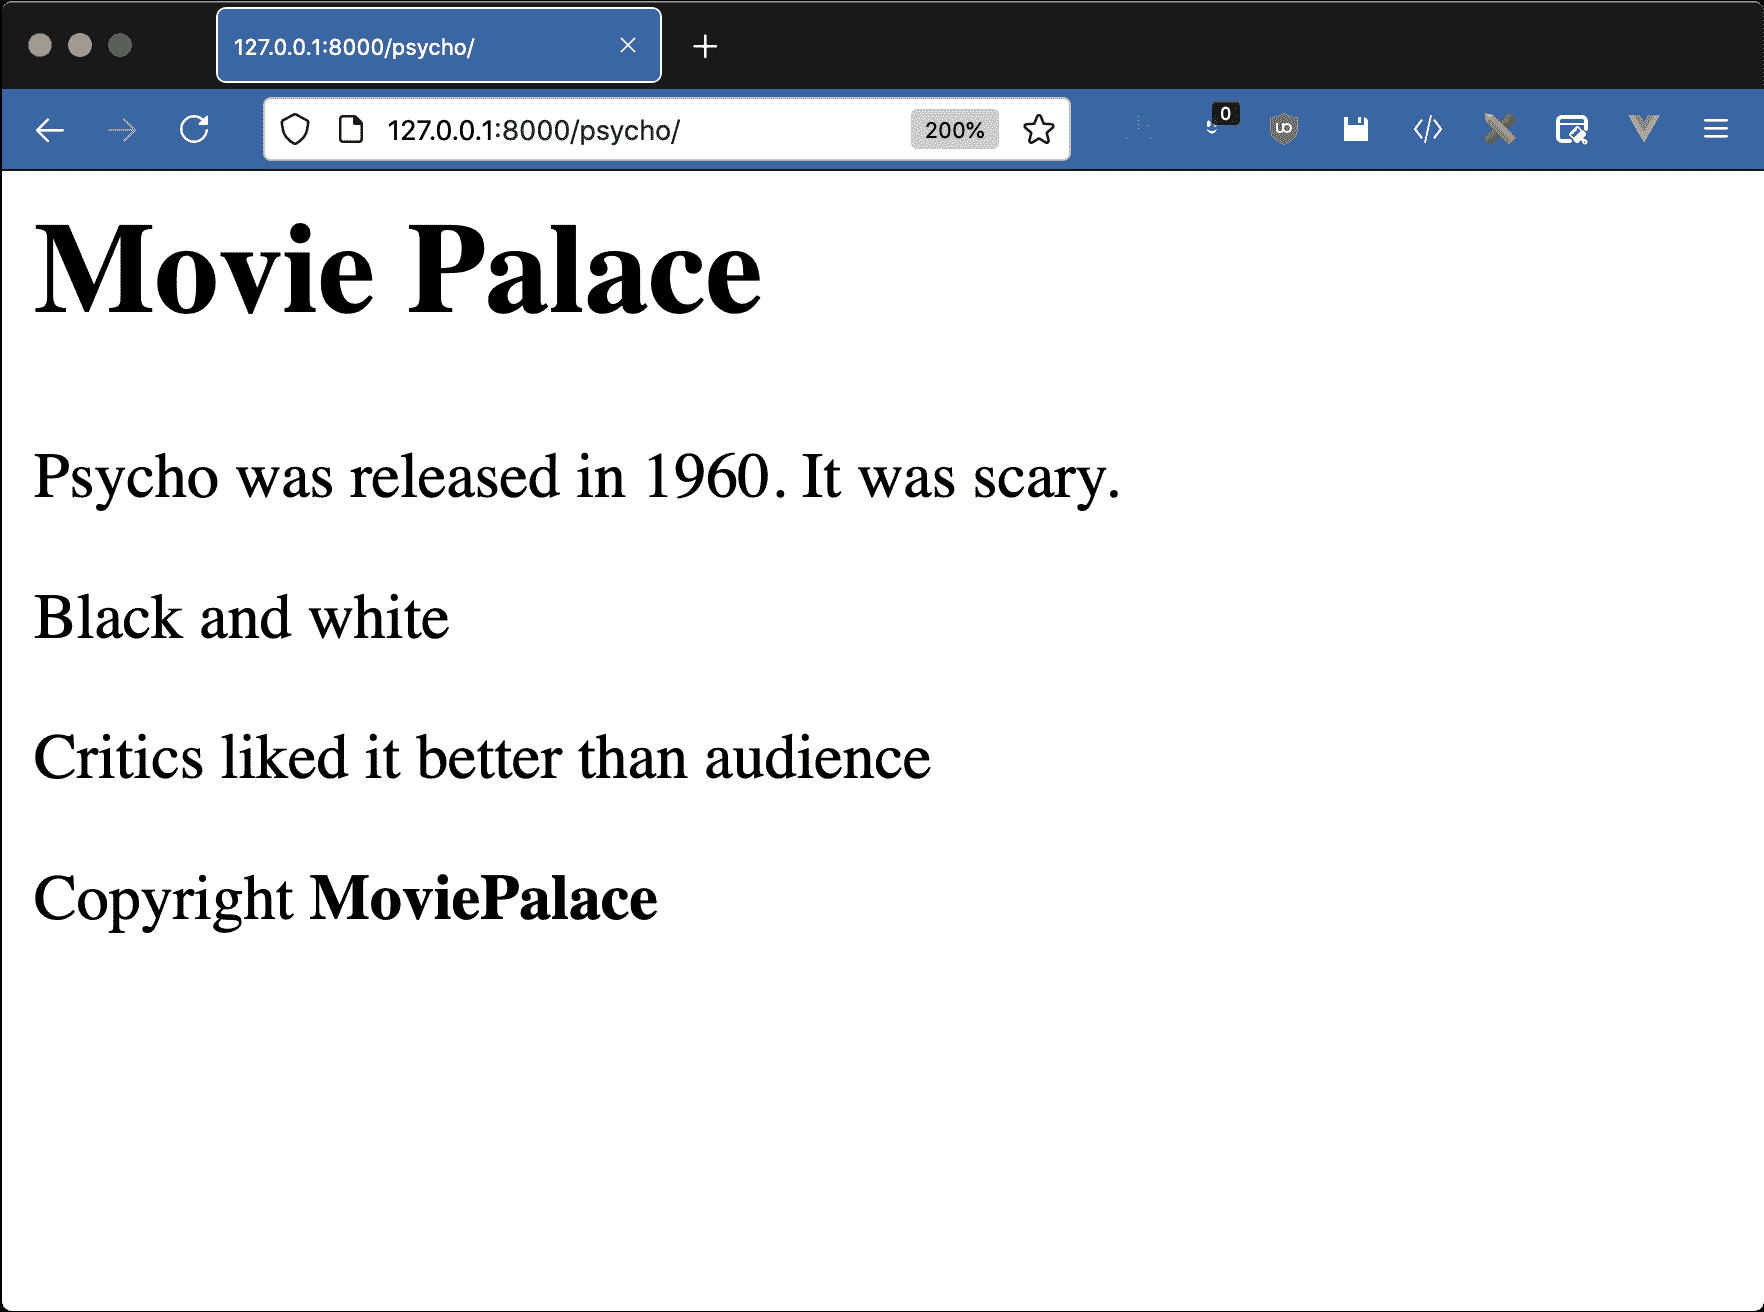 127.0.0.1:8000/psycho/
127.0.0.1:8000/psycho/
200%
0
UO
Movie Palace
Psycho was released in 1960. It was scary.
Black and white
Critics liked it better than audience
Copyright MoviePalace